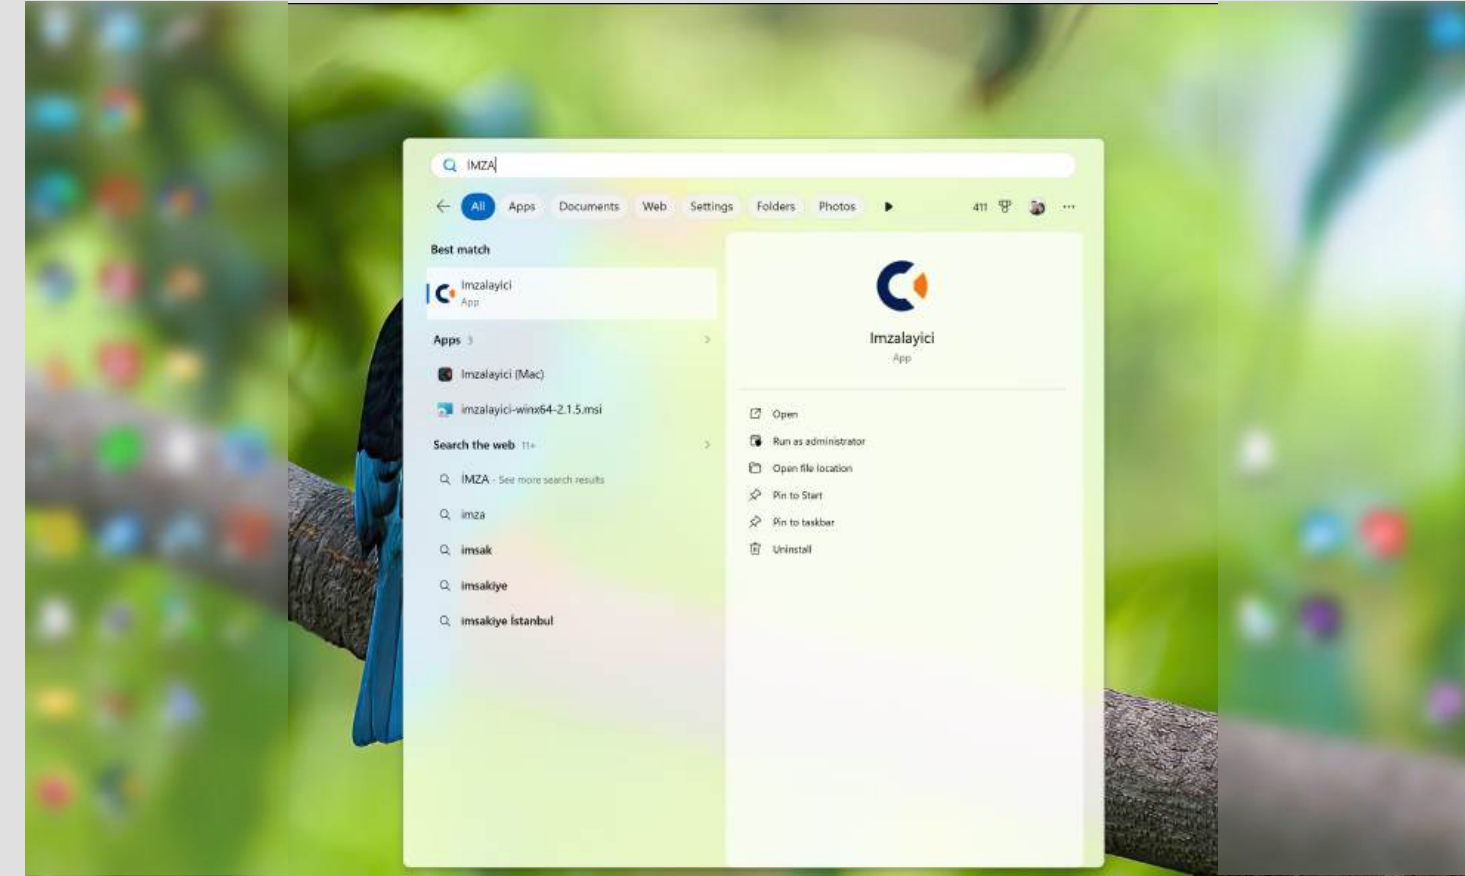 İMZA
All Apps Documents Web Settings Folders Photos 411
Best match
Imzalayici
App
Apps 3
Imzalayici (Mac)
imzalayici-winx64-2.1.5.msi
Search the web 11+
İMZA - See more search results
imza
imsak
imsakiye
imsakiye İstanbul
Imzalayici
App
Open
Run as administrator
Open file location
Pin to Start
Pin to taskbar
Uninstall